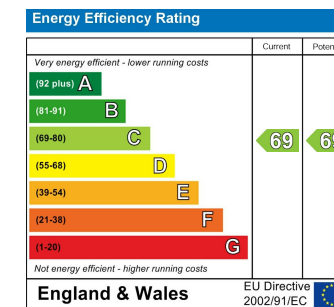 Energy Efficiency Rating
Current
Very energy efficient - lower running costs
(92 plus) A
(81-91) B
(69-80) C 69
(55-68) D
(39-54) E
(21-38) F
(1-20) G
Not energy efficient - higher running costs
England & Wales
EU Directive
2002/91/EC